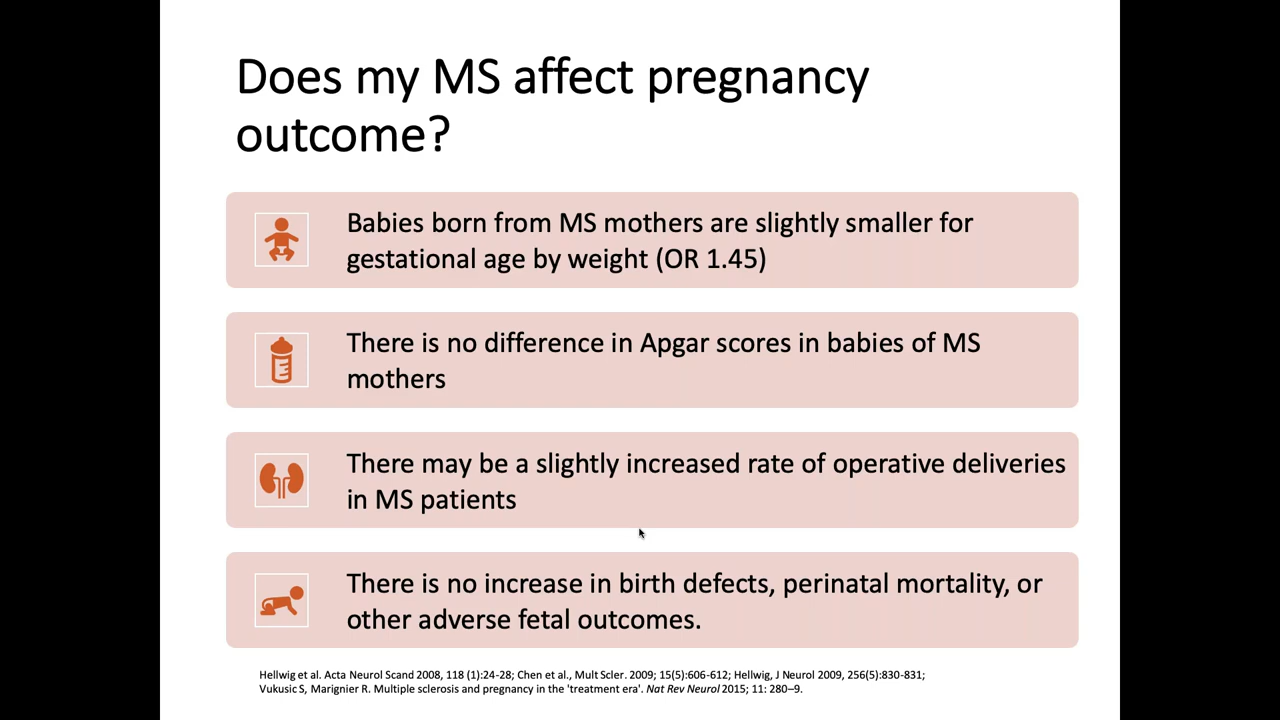 Does my MS affect pregnancy
outcome?
Babies born from MS mothers are slightly smaller for
gestational age by weight (OR 1.45)
There is no difference in Apgar scores in babies of MS
mothers
There may be a slightly increased rate of operative deliveries
in MS patients
There is no increase in birth defects, perinatal mortality, or
other adverse fetal outcomes.
Hellwig et al. Acta Neurol Scand 2008, 118 (1):24-28; Chen et al., Mult Scler. 2009; 15(5):606-612; Hellwig, J Neurol 2009, 256(5):830-831;
Vukusic S, Marignier R. Multiple sclerosis and pregnancy in the 'treatment era'. Nat Rev Neurol 2015; 11: 280–9.